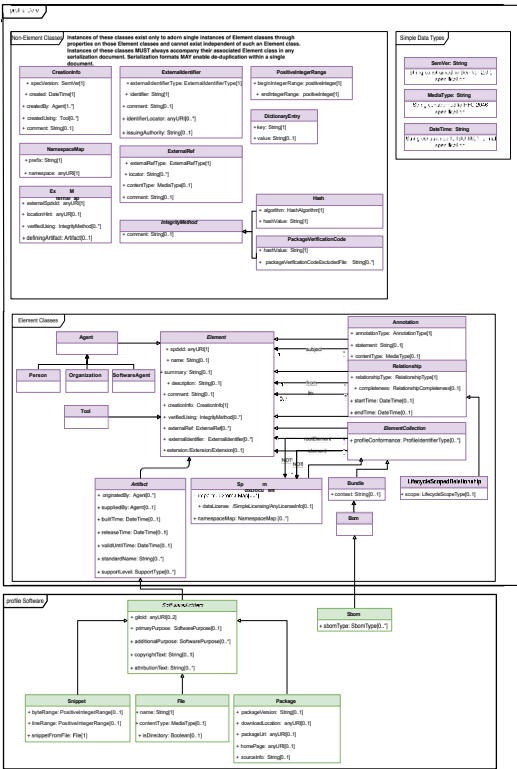 Non-Element Classes
Instances of these classes exist only to adorn single instances of Element classes through
properties on those Element classes and cannot exist independent of such an Element class.
Instances of these classes MUST always accompany their associated Element class in any
serialization document. Serialization formats MAY enable de-duplication within a single
document.
CreationInfo
+ specVersion: SemVer[1]
+ created: DateTime[1]
+ createdBy: Agent[1..*]
+ createdUsing: Tool[0..*]
+ comment: String[0..1]
NamespaceMap
+ prefix: String[1]
+ namespace: anyURI[1]
+ externalSpdxId: anyURI[1]
+ locationHint: anyURI[0..1]
+ verifiedUsing: IntegrityMethod[0..*]
+ definingArtifact: Artifact[0..1]
ExternalIdentifier
+ externalIdentifierType: ExternalIdentifierType[1]
+ identifier: String[1]
+ comment: String[0..1]
+ identifierLocator: anyURI[0..*]
+ issuingAuthority: String[0..1]
ExternalRef
+ externalRefType: ExternalRefType[1]
+ locator: String[0..*]
+ contentType: MediaType[0..1]
+ comment: String[0..1]
IntegrityMethod
+ comment: String[0..1]
PositiveIntegerRange
+ beginIntegerRange: positiveInteger[1]
+ endIntegerRange: positiveInteger[1]
DictionaryEntry
+ key: String[1]
+ value: String[0..1]
Hash
+ algorithm: HashAlgorithm[1]
+ hashValue: String[1]
PackageVerificationCode
+ hashValue: String[1]
+ packageVerificationCodeExcludedFile: String[0..*]
Simple Data Types
SemVer: String
specification
MediaType: String
specification
DateTime: String
specification
Element Classes
Agent
Person
Organization
SoftwareAgent
Tool
Element
+ spdxId: anyURI[1]
+ name: String[0..1]
+ summary: String[0..1]
+ description: String[0..1]
+ comment: String[0..1]
+ creationInfo: CreationInfo[1]
+ verifiedUsing: IntegrityMethod[0..*]
+ externalRef: ExternalRef[0..*]
+ externalIdentifier: ExternalIdentifier[0..*]
+ extension:Extension/Extension[0..*]
subject
from
to
rootElement
element
NOT
NOT
Annotation
+ annotationType: AnnotationType[1]
+ statement: String[0..1]
+ contentType: MediaType[0..1]
Relationship
+ relationshipType: RelationshipType[1]
+ completeness: RelationshipCompleteness[0..1]
+ startTime: DateTime[0..1]
+ endTime: DateTime[0..1]
ElementCollection
+ profileConformance: ProfileIdentifierType[0..*]
Artifact
+ originatedBy: Agent[0..*]
+ suppliedBy: Agent[0..1]
+ builtTime: DateTime[0..1]
+ releaseTime: DateTime[0..1]
+ validUntilTime: DateTime[0..1]
+ standardName: String[0..*]
+ supportLevel: SupportType[0..*]
+ dataLicense: /SimpleLicensing/AnyLicenseInfo[0..1]
+ namespaceMap: NamespaceMap [0..*]
Bundle
+ context: String[0..1]
Bom
LifecycleScopedRelationship
+ scope: LifecycleScopeType[0..1]
profile Software
SoftwareArtifact
+ gitoid: anyURI[0..2]
+ primaryPurpose: SoftwarePurpose[0..1]
+ additionalPurpose: SoftwarePurpose[0..*]
+ copyrightText: String[0..1]
+ attributionText: String[0..*]
Sbom
+ sbomType: SbomType[0..*]
Snippet
+ byteRange: PositiveIntegerRange[0..1]
+ lineRange: PositiveIntegerRange[0..1]
+ snippetFromFile: File[1]
File
+ name: String[1]
+ contentType: MediaType[0..1]
+ isDirectory: Boolean[0..1]
Package
+ packageVersion: String[0..1]
+ downloadLocation: anyURI[0..1]
+ packageUrl: anyURI[0..1]
+ homePage: anyURI[0..1]
+ sourceInfo: String[0..1]